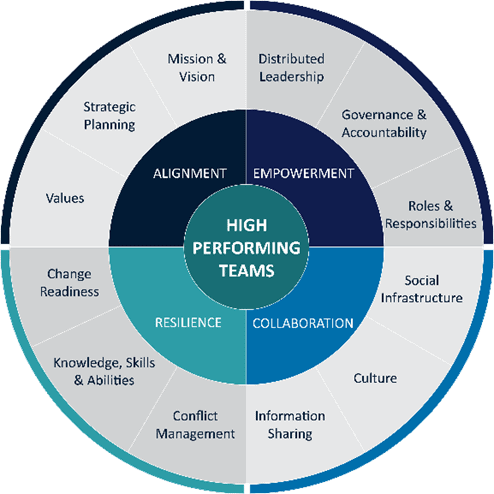 Mission &
Vision
Distributed
Leadership
Strategic
Planning
Governance &
Accountability
ALIGNMENT
EMPOWERMENT
Values
Roles &
Responsibilities
HIGH
PERFORMING
TEAMS
Change
Readiness
Social
Infrastructure
RESILIENCE
COLLABORATION
Knowledge, Skills
& Abilities
Culture
Conflict
Management
Information
Sharing